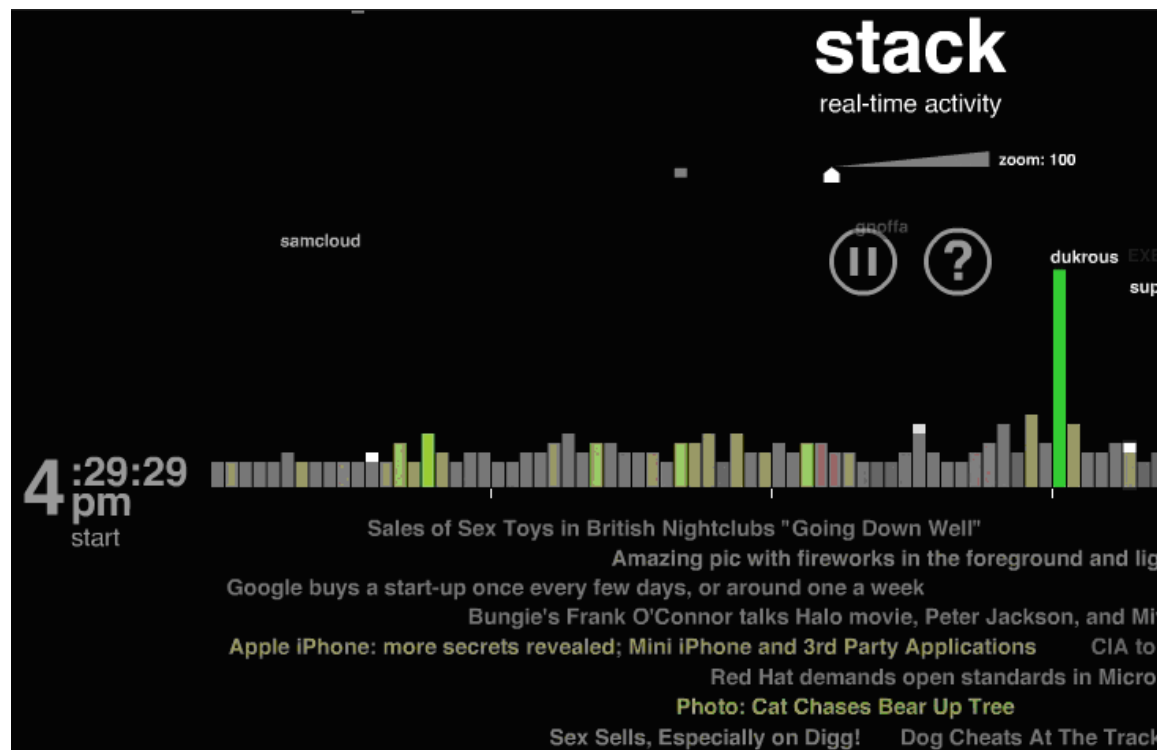 stack
real-time activity
zoom: 100
gnoffa
samcloud
dukrous EXE
sup
4:29:29
pm
start
Sales of Sex Toys in British Nightclubs "Going Down Well"
Amazing pic with fireworks in the foreground and lig
Google buys a start-up once every few days, or around one a week
Bungie's Frank O'Connor talks Halo movie, Peter Jackson, and Mi
Apple iPhone: more secrets revealed; Mini iPhone and 3rd Party Applications CIA to
Red Hat demands open standards in Micro
Photo: Cat Chases Bear Up Tree
Sex Sells, Especially on Digg! Dog Cheats At The Track